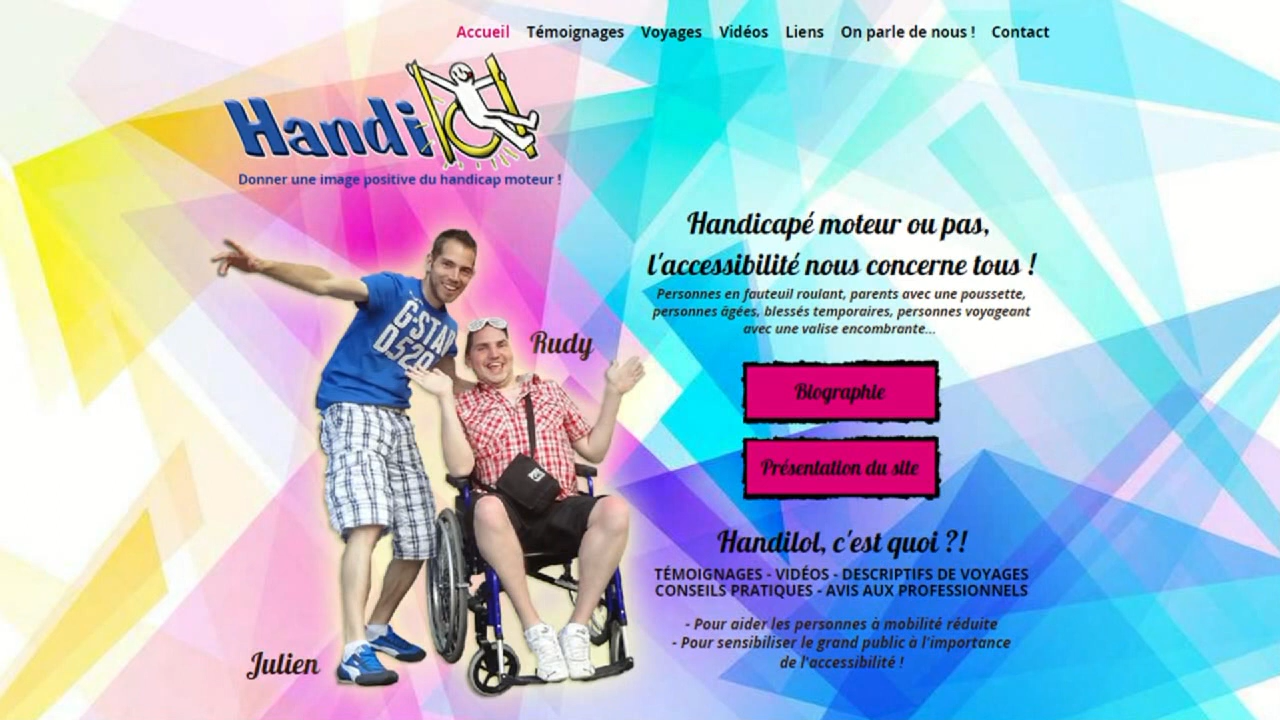 Accueil Témoignages Voyages Vidéos Liens On parle de nous ! Contact
Handilol
Donner une image positive du handicap moteur !
Handicapé moteur ou pas,
l'accessibilité nous concerne tous !
Personnes en fauteuil roulant, parents avec une poussette,
personnes âgées, blessés temporaires, personnes voyageant
avec une valise encombrante...
G-STAR
Rudy
Biographie
Présentation du site
Handilol, c'est quoi ?!
TÉMOIGNAGES - VIDÉOS - DESCRIPTIFS DE VOYAGES
CONSEILS PRATIQUES - AVIS AUX PROFESSIONNELS
- Pour aider les personnes à mobilité réduite
- Pour sensibiliser le grand public à l'importance
de l'accessibilité !
Julien